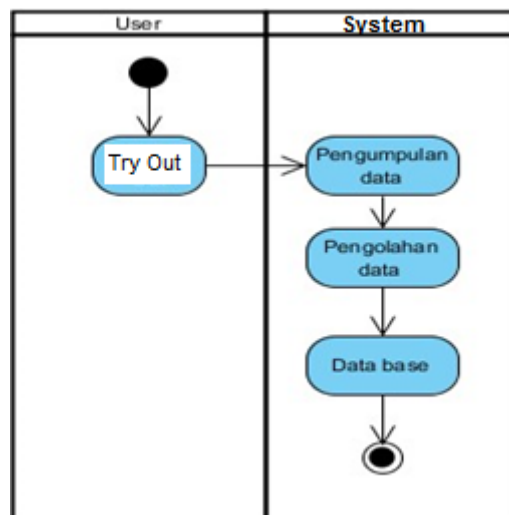 User
System
Try Out
Pengumpulan
data
Pengolahan
data
Data base